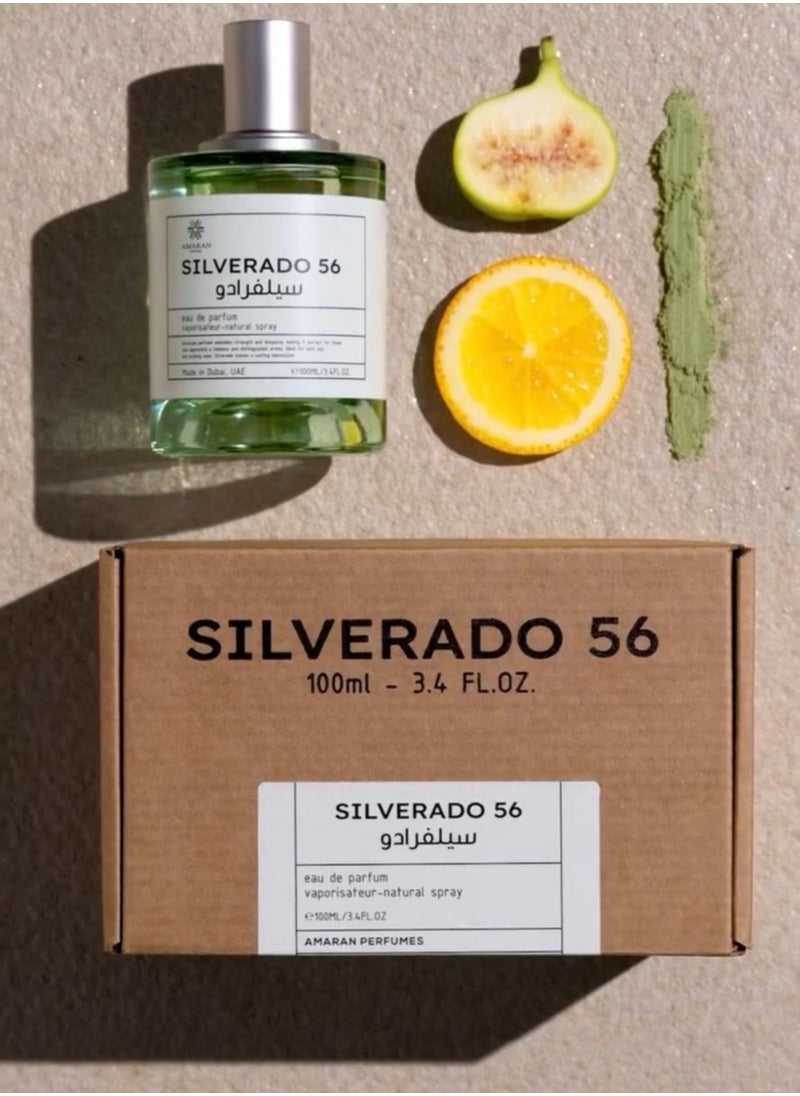 AMARAN
SILVERADO 56
سيلفرادو
eau de parfum
vaporisateur-natural spray
Made in Dubai, UAE
℮100ML/3.4FL.OZ
SILVERADO 56
100ml - 3.4 FL.OZ.
SILVERADO 56
سيلفرادو
eau de parfum
vaporisateur-natural spray
℮100ML/3.4FL.OZ
AMARAN PERFUMES